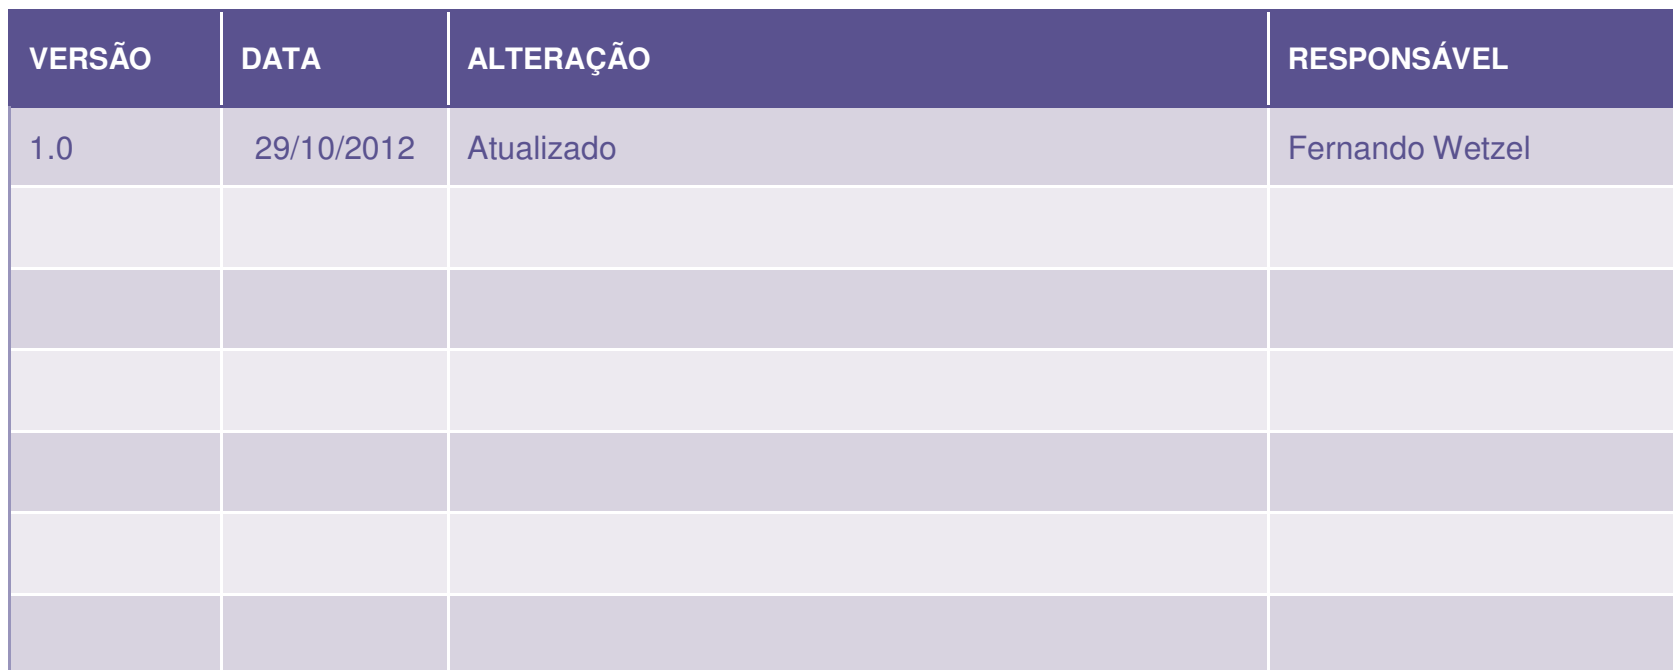 VERSÃO DATA ALTERAÇÃO RESPONSÁVEL
1.0 29/10/2012 Atualizado Fernando Wetzel